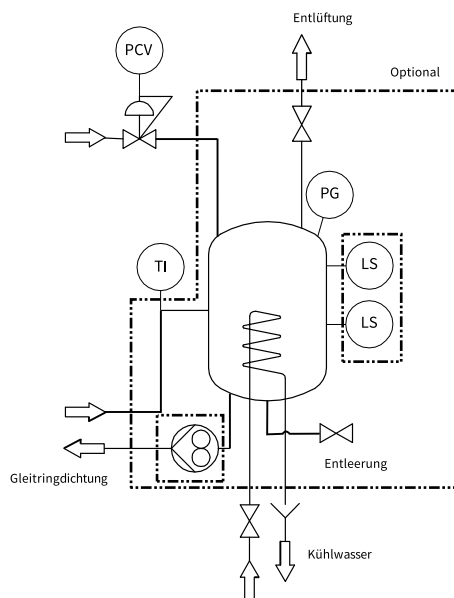 Entlüftung
PCV
Optional
PG
TI
LS
LS
Entleerung
Gleitringdichtung
Kühlwasser